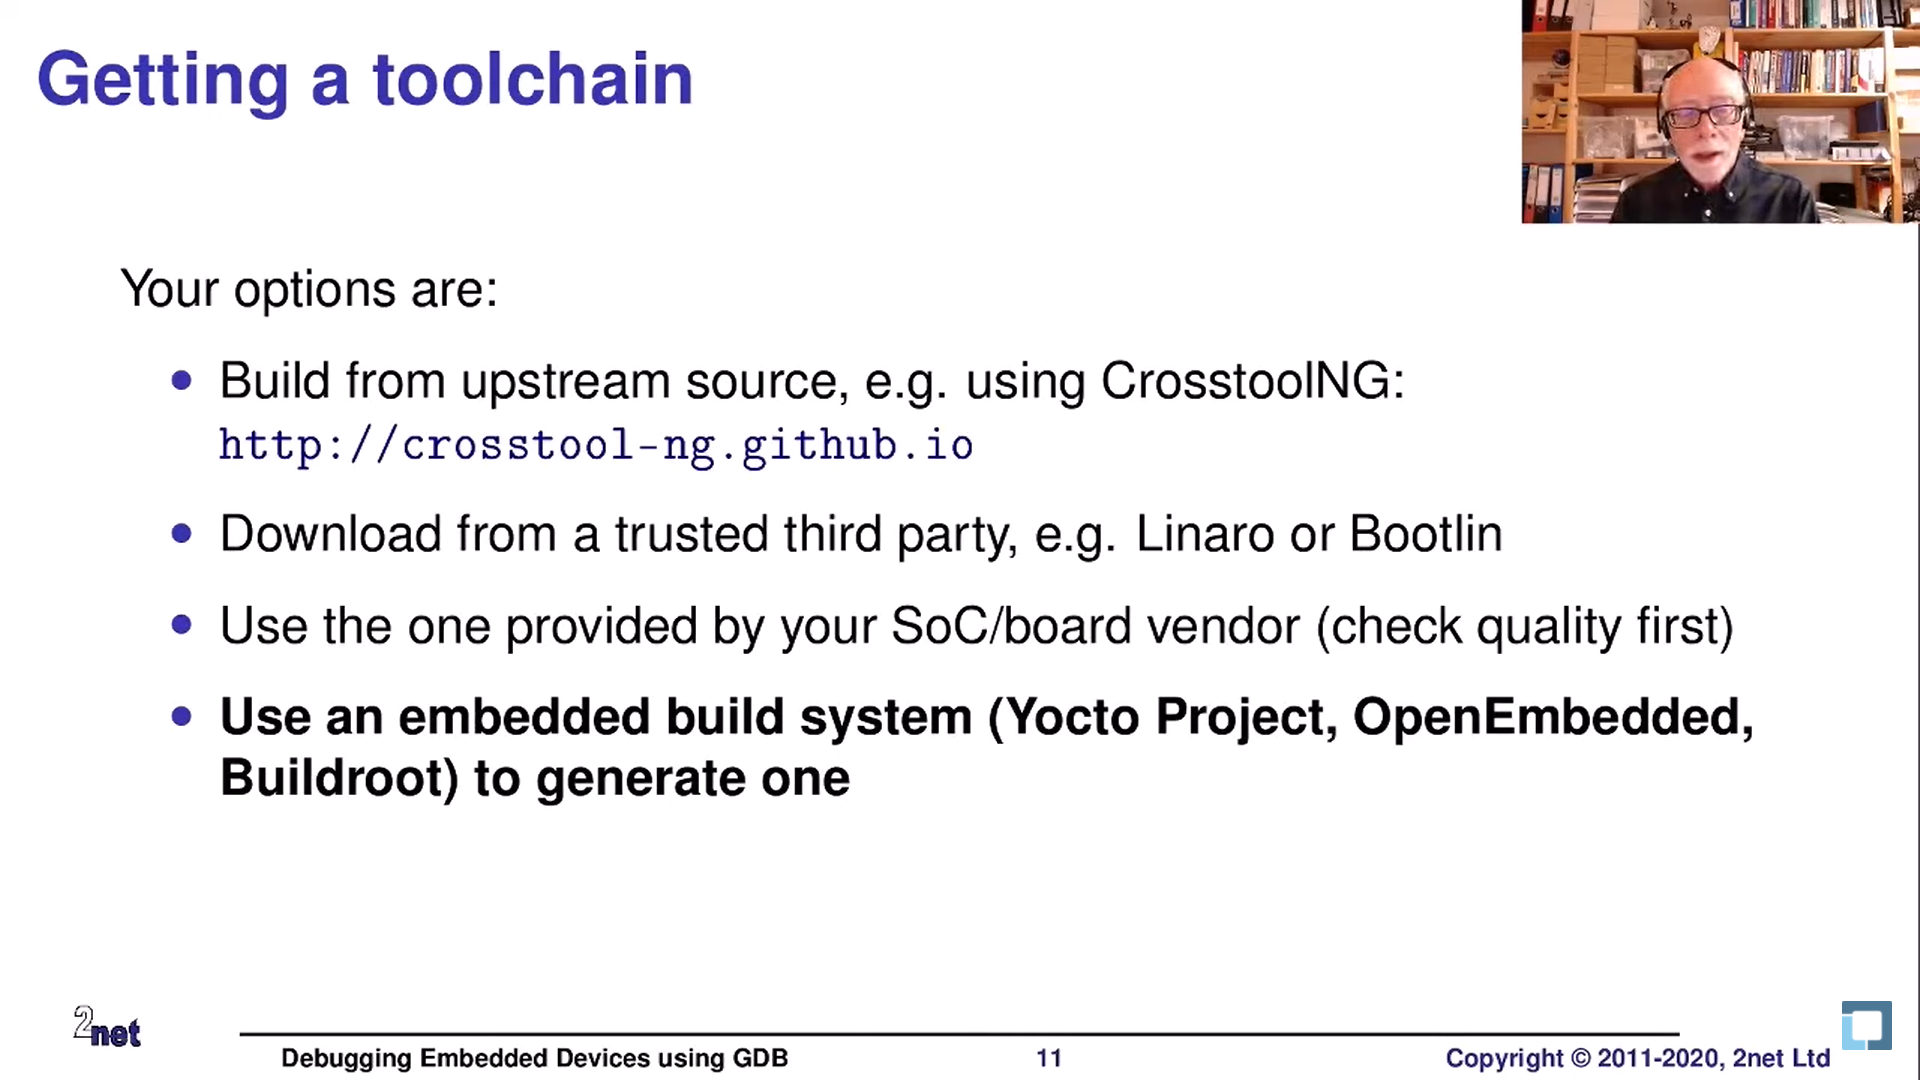 Getting a toolchain
Your options are:
• Build from upstream source, e.g. using CrosstoolNG:
http://crosstool-ng.github.io
• Download from a trusted third party, e.g. Linaro or Bootlin
• Use the one provided by your SoC/board vendor (check quality first)
• Use an embedded build system (Yocto Project, OpenEmbedded,
Buildroot) to generate one
2net
Debugging Embedded Devices using GDB 11 Copyright © 2011-2020, 2net Ltd